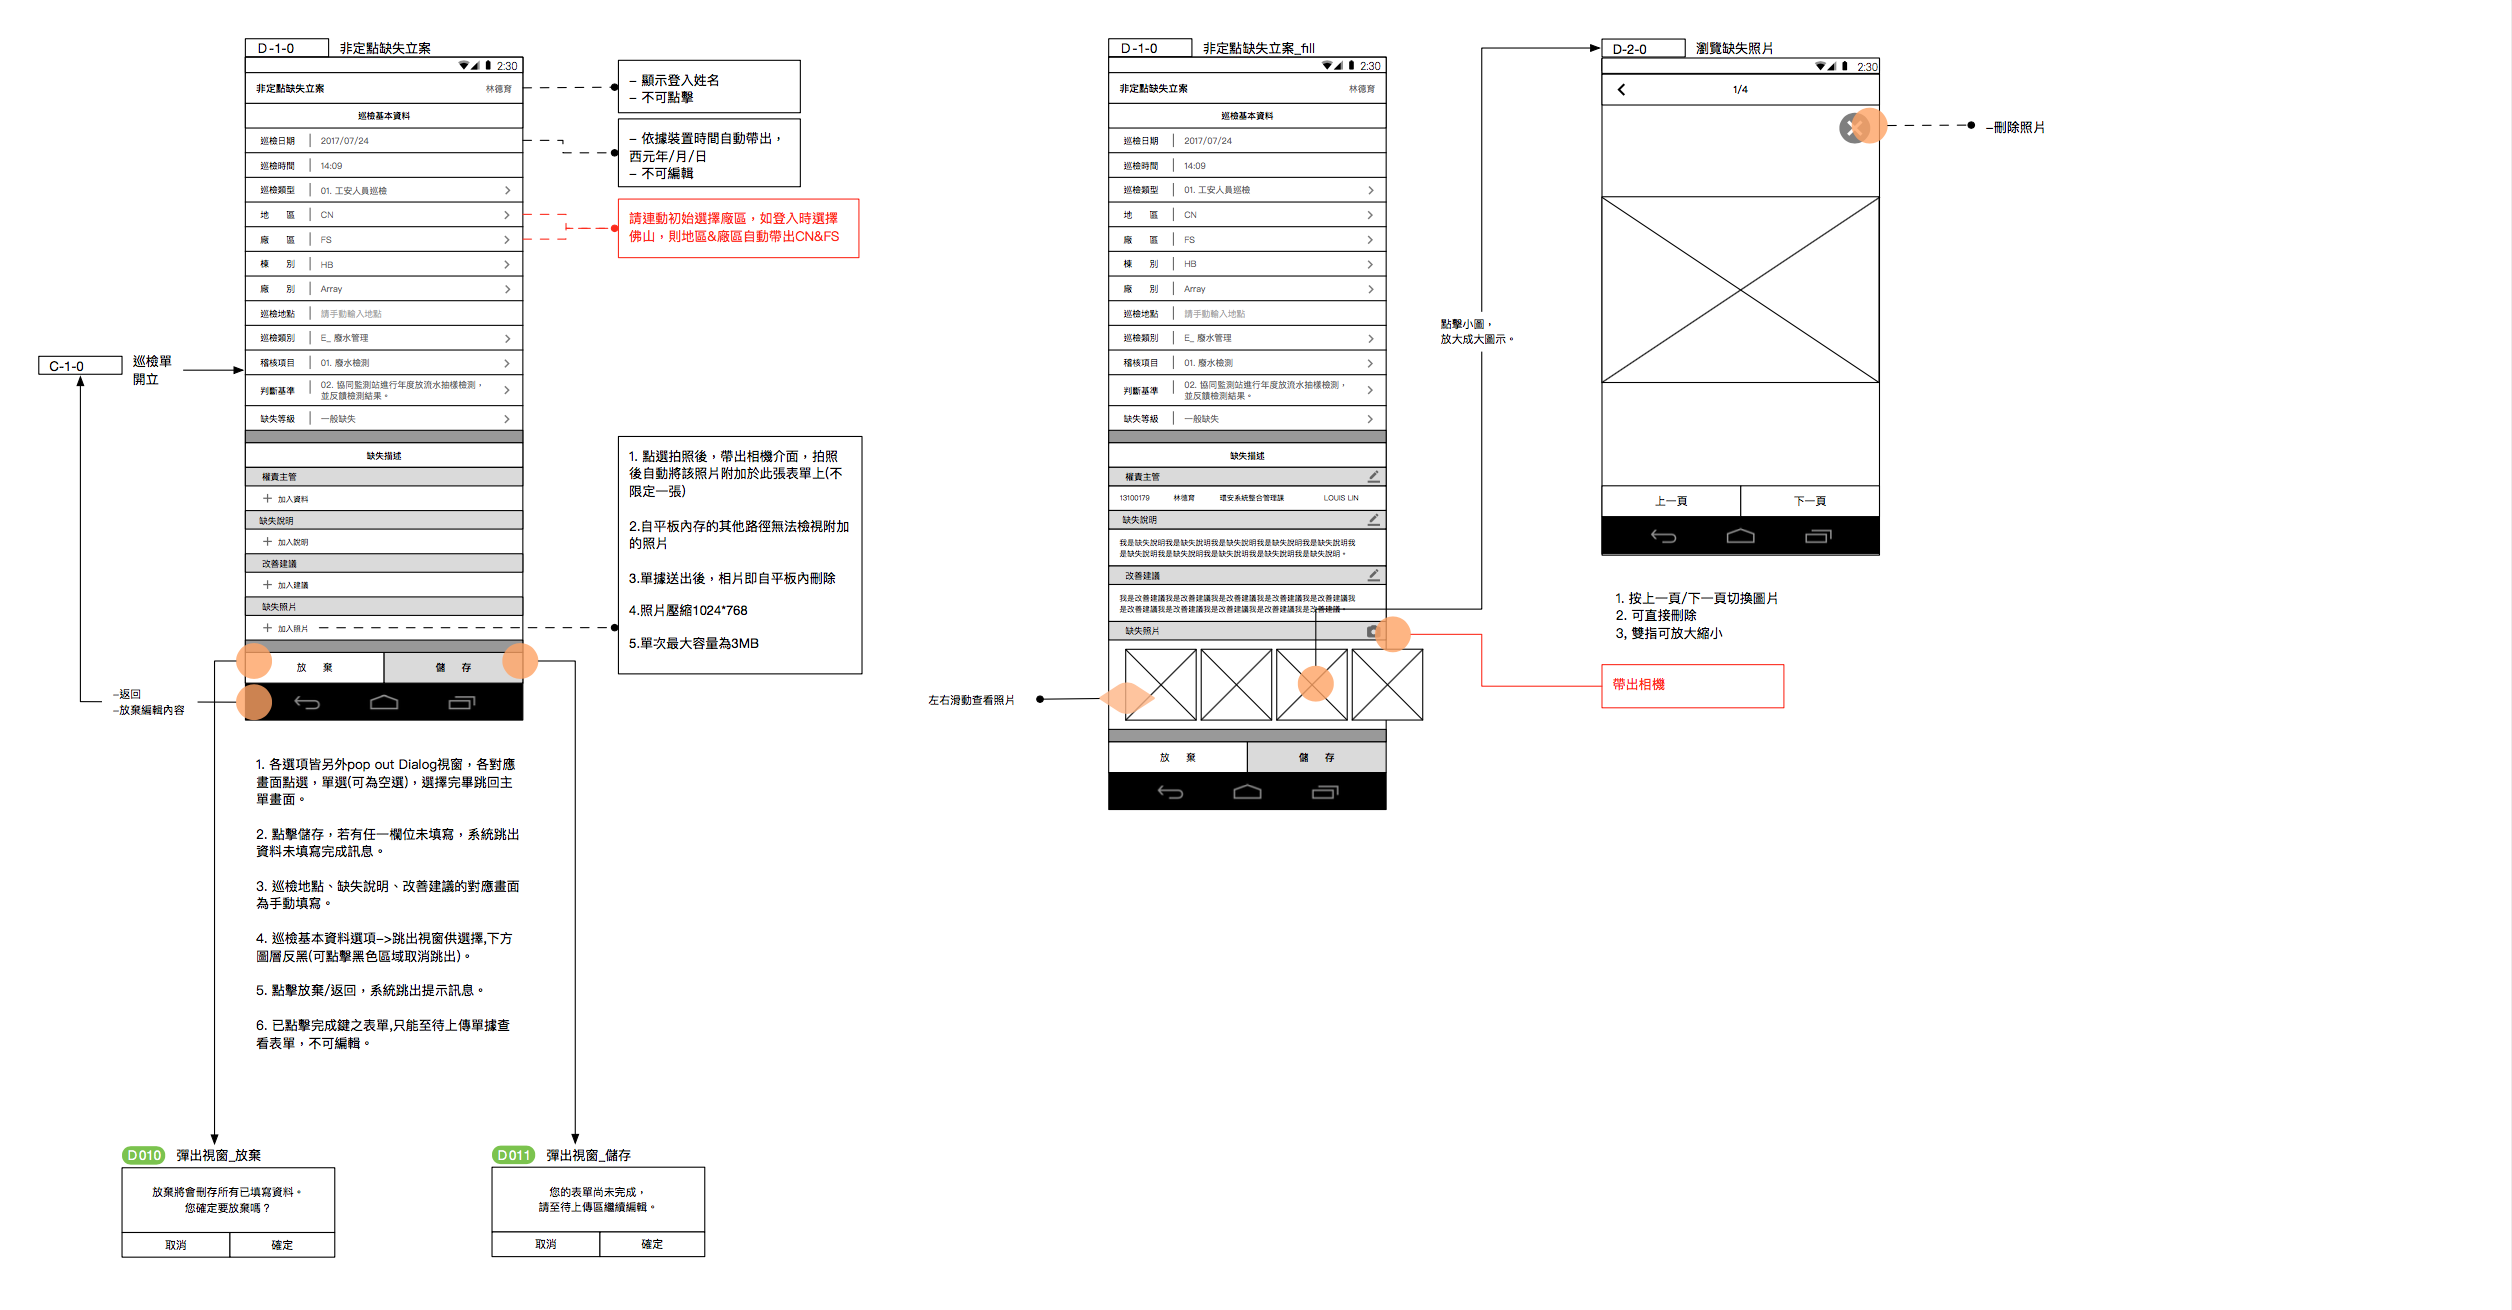 D-1-0
非定點缺失立案
2:30
非定點缺失立案
林德育
巡檢基本資料
巡檢日期
2017/07/24
巡檢時間
14:09
巡檢類型
01. 工安人員巡檢
地 區
CN
廠 區
FS
棟 別
HB
廠 別
Array
巡檢地點
請手動輸入地點
巡檢類別
E_ 廢水管理
稽核項目
01. 廢水檢測
判斷基準
02. 協同監測站進行年度放流水抽樣檢測，
並反饋檢測結果。
缺失等級
一般缺失
缺失描述
權責主管
加入資料
缺失說明
加入說明
改善建議
加入建議
缺失照片
加入照片
放 棄
儲 存
C-1-0
巡檢單
開立
–返回
–放棄編輯內容
– 顯示登入姓名
– 不可點擊
– 依據裝置時間自動帶出，
西元年/月/日
– 不可編輯
請連動初始選擇廠區，如登入時選擇
佛山，則地區&廠區自動帶出CN&FS
1. 點選拍照後，帶出相機介面，拍照
後自動將該照片附加於此張表單上(不
限定一張)
2.自平板內存的其他路徑無法檢視附加
的照片
3.單據送出後，相片即自平板內刪除
4.照片壓縮1024*768
5.單次最大容量為3MB
1. 各選項皆另外pop out Dialog視窗，各對應
畫面點選，單選(可為空選)，選擇完畢跳回主
單畫面。
2. 點擊儲存，若有任一欄位未填寫，系統跳出
資料未填寫完成訊息。
3. 巡檢地點、缺失說明、改善建議的對應畫面
為手動填寫。
4. 巡檢基本資料選項–>跳出視窗供選擇,下方
圖層反黑(可點擊黑色區域取消跳出)。
5. 點擊放棄/返回，系統跳出提示訊息。
6. 已點擊完成鍵之表單,只能至待上傳單據查
看表單，不可編輯。
D010
彈出視窗_放棄
放棄將會刪存所有已填寫資料。
您確定要放棄嗎？
取消
確定
D011
彈出視窗_儲存
您的表單尚未完成，
請至待上傳區繼續編輯。
取消
確定
D-1-0
非定點缺失立案_fill
2:30
非定點缺失立案
林德育
巡檢基本資料
巡檢日期
2017/07/24
巡檢時間
14:09
巡檢類型
01. 工安人員巡檢
地 區
CN
廠 區
FS
棟 別
HB
廠 別
Array
巡檢地點
請手動輸入地點
巡檢類別
E_ 廢水管理
稽核項目
01. 廢水檢測
判斷基準
02. 協同監測站進行年度放流水抽樣檢測，
並反饋檢測結果。
缺失等級
一般缺失
缺失描述
權責主管
13100179 林德育 環安系統整合管理課 LOUIS LIN
缺失說明
我是缺失說明我是缺失說明我是缺失說明我是缺失說明我是缺失說明我
是缺失說明我是缺失說明我是缺失說明我是缺失說明我是缺失說明。
改善建議
我是改善建議我是改善建議我是改善建議我是改善建議我是改善建議我
是改善建議我是改善建議我是改善建議我是改善建議我是改善建議。
缺失照片
左右滑動查看照片
放 棄
儲 存
點擊小圖，
放大成大圖示。
D-2-0
瀏覽缺失照片
2:30
1/4
–刪除照片
上一頁
下一頁
1. 按上一頁/下一頁切換圖片
2. 可直接刪除
3, 雙指可放大縮小
帶出相機